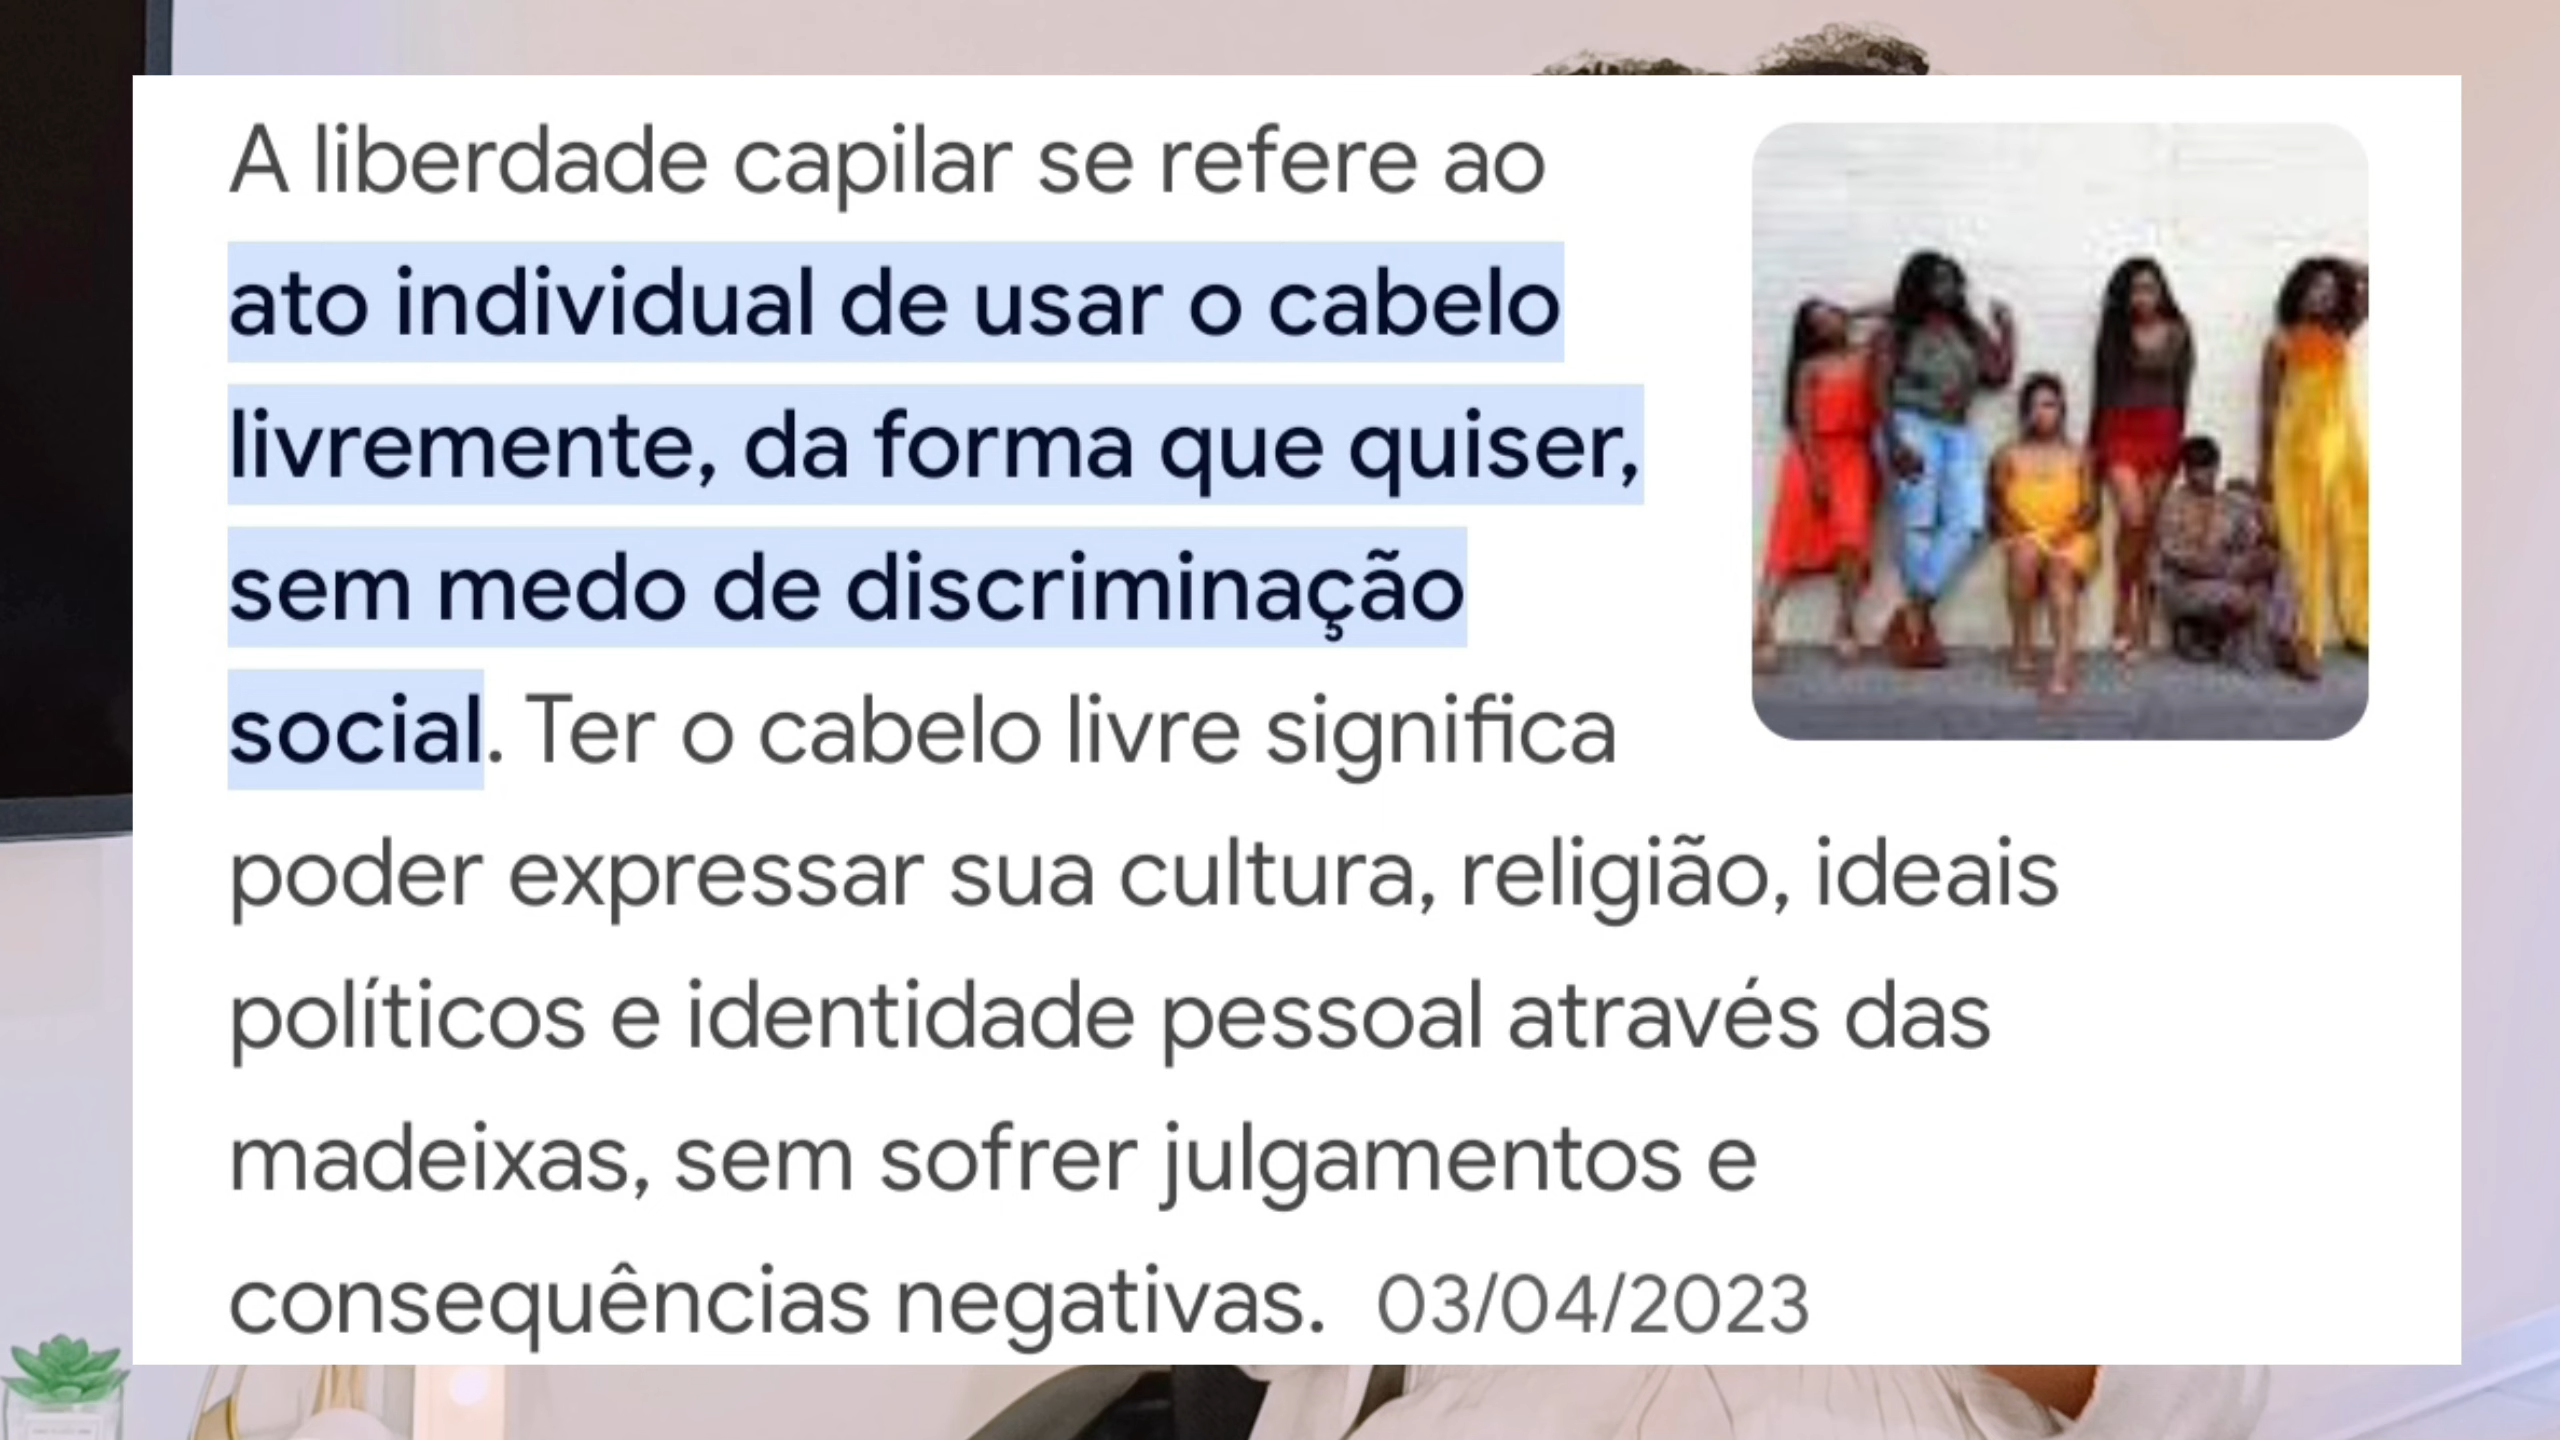 A liberdade capilar se refere ao
ato individual de usar o cabelo
livremente, da forma que quiser,
sem medo de discriminação
social. Ter o cabelo livre significa
poder expressar sua cultura, religião, ideais
políticos e identidade pessoal através das
madeixas, sem sofrer julgamentos e
consequências negativas. 03/04/2023